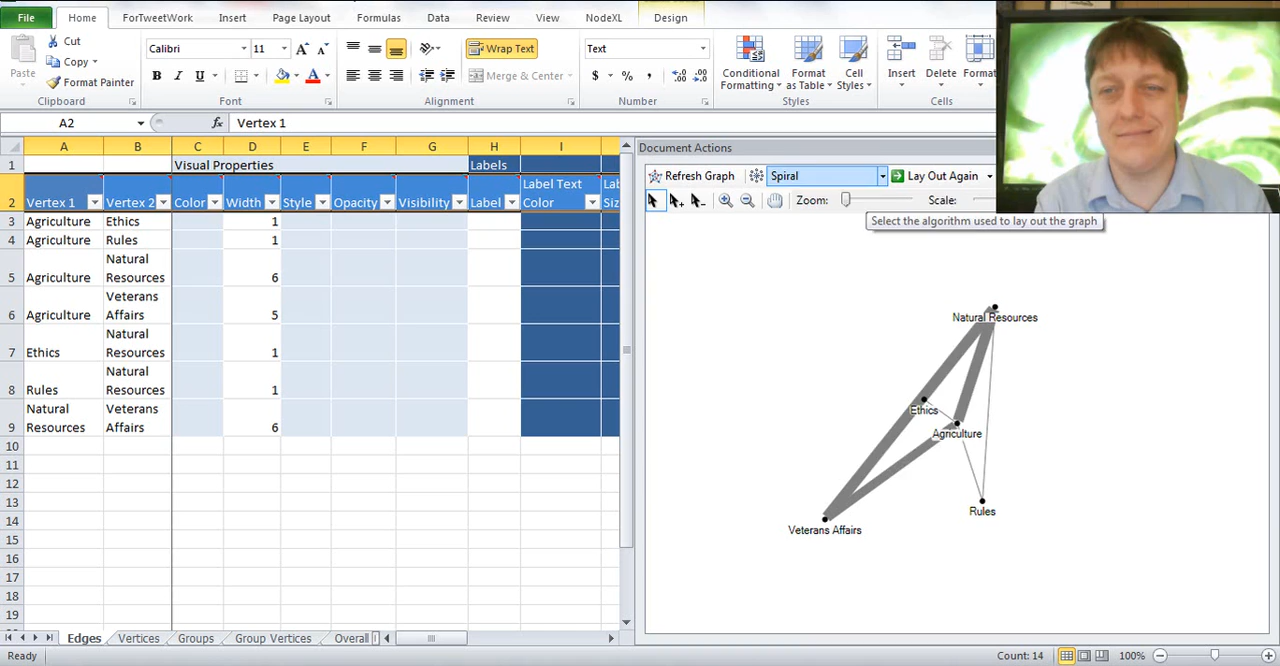 File Home ForTweetWork Insert Page Layout Formulas Data Review View NodeXL Design
Cut
Copy
Format Painter
Paste
Clipboard
Calibri 11
B I U
Font
Wrap Text
Merge & Center
Alignment
Text
$ % ,
Number
Conditional Formatting
Format as Table
Cell Styles
Styles
Insert Delete Format
Cells
A2 fx Vertex 1
A B C D E F G H I
1 Visual Properties Labels
2 Vertex 1 Vertex 2 Color Width Style Opacity Visibility Label Label Text Color
3 Agriculture Ethics 1
4 Agriculture Rules 1
5 Agriculture Natural Resources 6
6 Agriculture Veterans Affairs 5
7 Ethics Natural Resources 1
8 Rules Natural Resources 1
9 Natural Resources Veterans Affairs 6
10
11
12
13
14
15
16
17
18
19
Document Actions
Refresh Graph Spiral Lay Out Again
Zoom: Scale:
Select the algorithm used to lay out the graph
Natural Resources
Ethics
Agriculture
Rules
Veterans Affairs
Edges Vertices Groups Group Vertices Overall
Ready Count: 14 100%